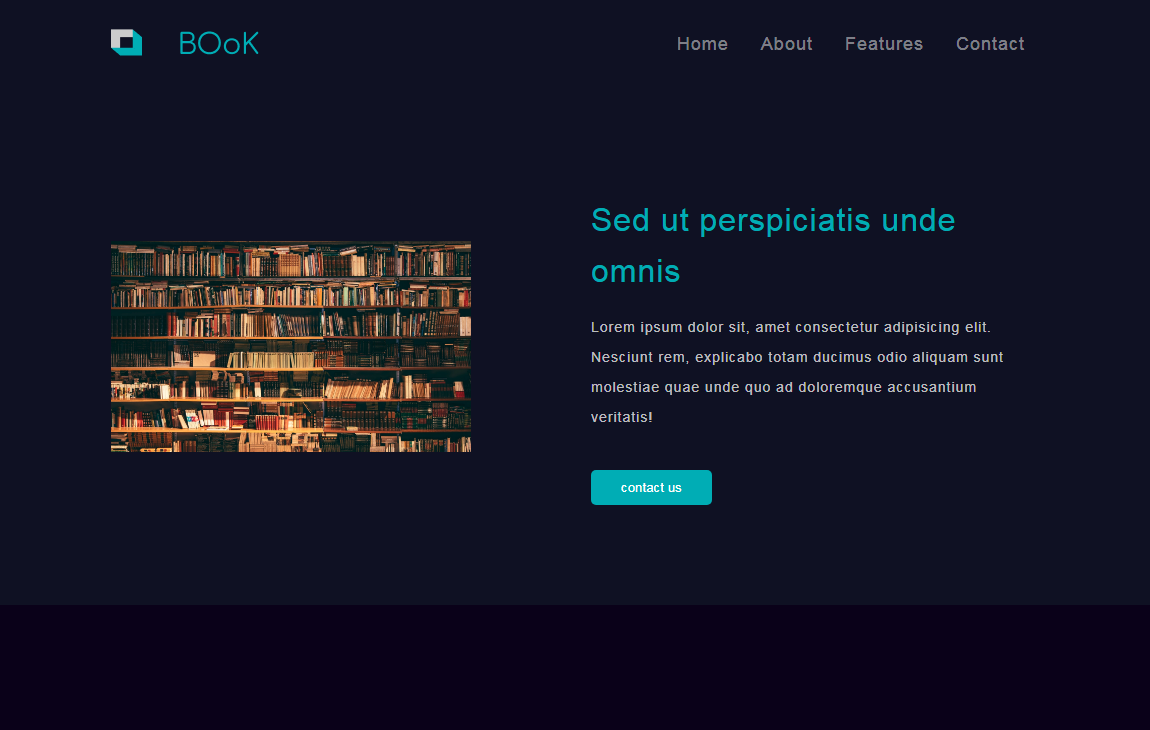 BOoK
Home About Features Contact
Sed ut perspiciatis unde
omnis
Lorem ipsum dolor sit, amet consectetur adipisicing elit.
Nesciunt rem, explicabo totam ducimus odio aliquam sunt
molestiae quae unde quo ad doloremque accusantium
veritatis!
contact us